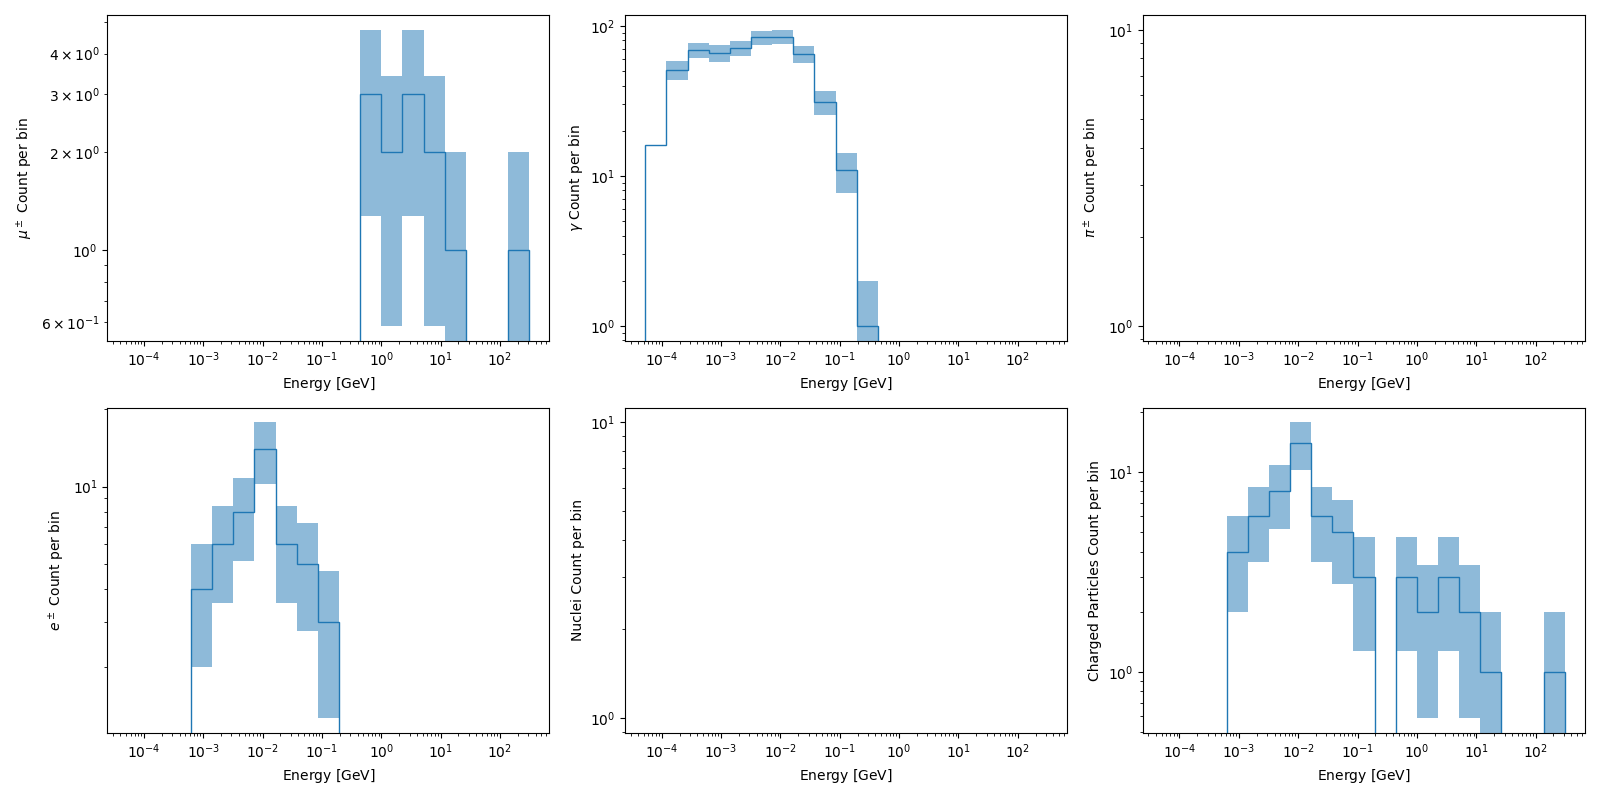 μ± Count per bin
4×10⁰
3×10⁰
2×10⁰
10⁰
6×10⁻¹
10⁻⁴ 10⁻³ 10⁻² 10⁻¹ 10⁰ 10¹ 10²
Energy [GeV]
γ Count per bin
10²
10¹
10⁰
10⁻⁴ 10⁻³ 10⁻² 10⁻¹ 10⁰ 10¹ 10²
Energy [GeV]
π± Count per bin
10¹
10⁰
10⁻⁴ 10⁻³ 10⁻² 10⁻¹ 10⁰ 10¹ 10²
Energy [GeV]
e± Count per bin
10¹
10⁻⁴ 10⁻³ 10⁻² 10⁻¹ 10⁰ 10¹ 10²
Energy [GeV]
Nuclei Count per bin
10¹
10⁰
10⁻⁴ 10⁻³ 10⁻² 10⁻¹ 10⁰ 10¹ 10²
Energy [GeV]
Charged Particles Count per bin
10¹
10⁰
10⁻⁴ 10⁻³ 10⁻² 10⁻¹ 10⁰ 10¹ 10²
Energy [GeV]